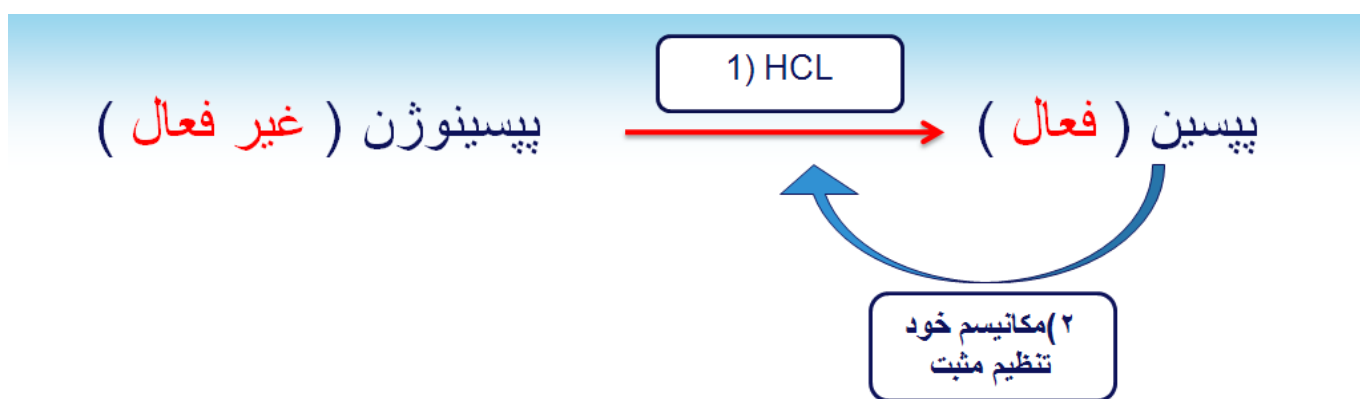 1) HCL
پپسینوژن ( غیر فعال )
پپسین ( فعال )
۲)مکانیسم خود
تنظیم مثبت